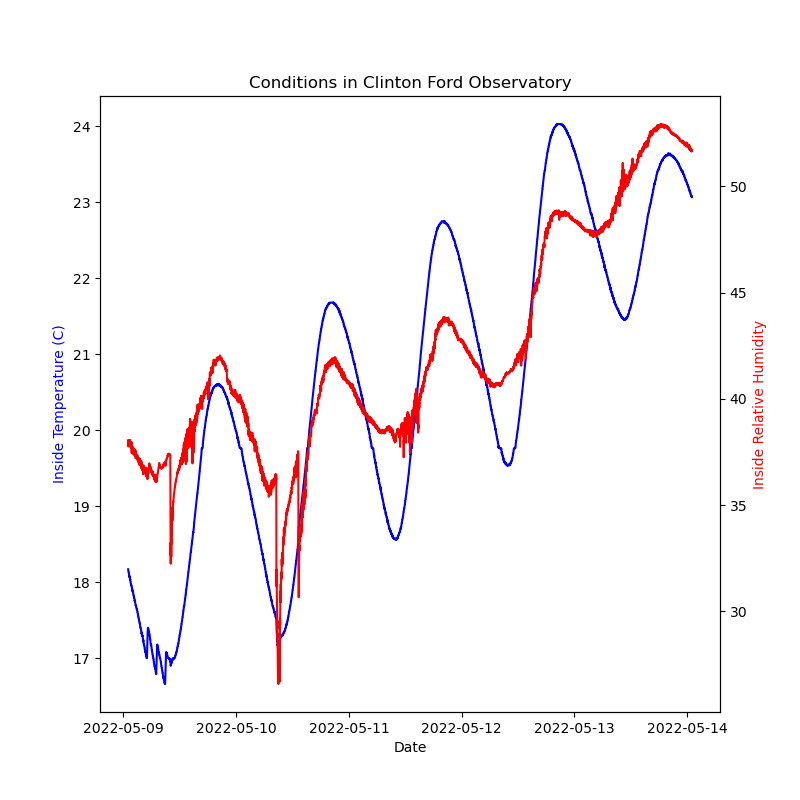 Conditions in Clinton Ford Observatory
Inside Temperature (C)
24
23
22
21
20
19
18
17
50
45
40
35
30
Inside Relative Humidity
2022-05-09 2022-05-10 2022-05-11 2022-05-12 2022-05-13 2022-05-14
Date